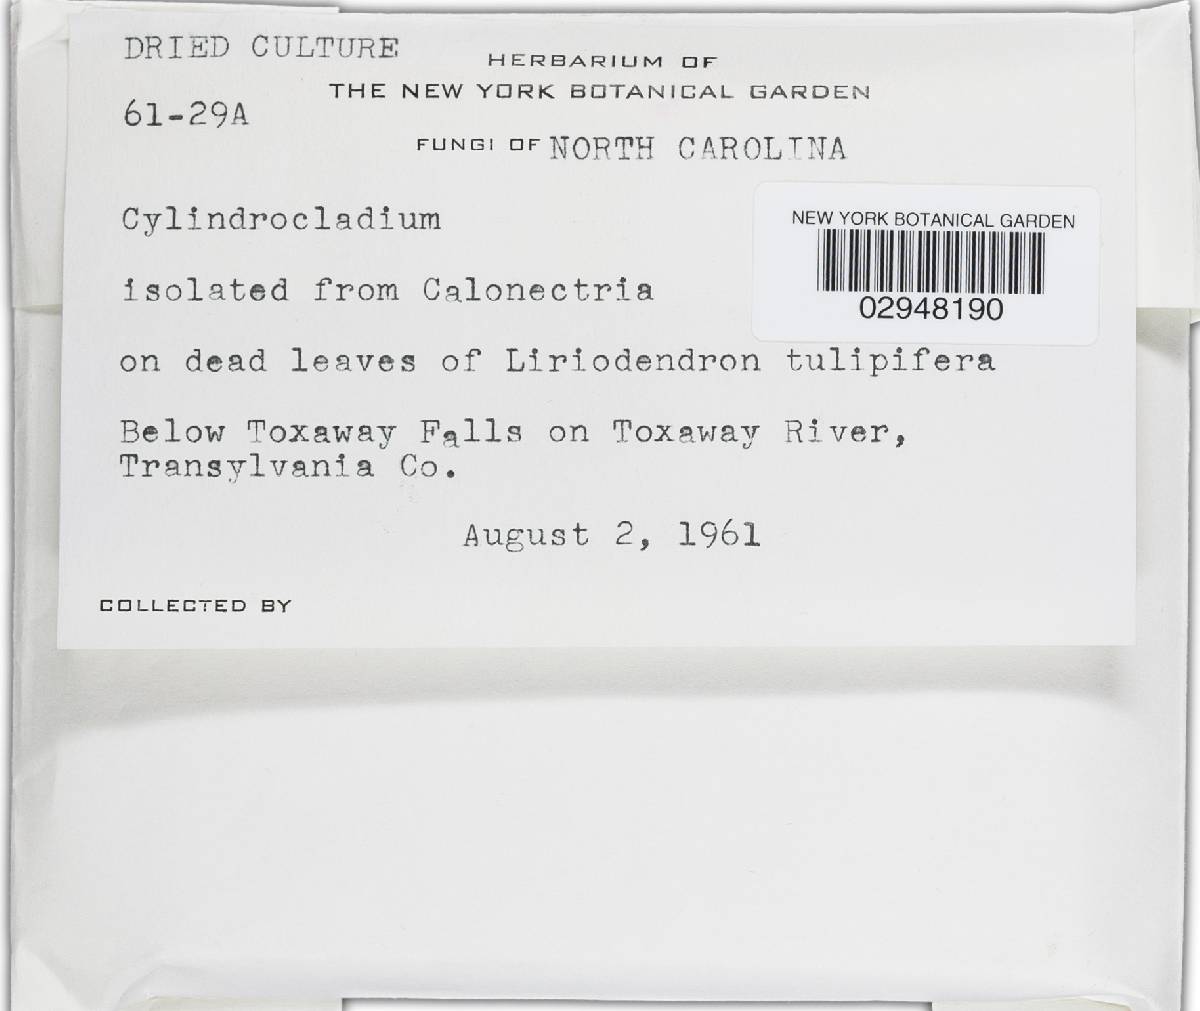 DRIED CULTURE
HERBARIUM OF
THE NEW YORK BOTANICAL GARDEN
61-29A
FUNGI OF NORTH CAROLINA
Cylindrocladium
NEW YORK BOTANICAL GARDEN
02948190
isolated from Calonectria
on dead leaves of Liriodendron tulipifera
Below Toxaway Falls on Toxaway River,
Transylvania Co.
August 2, 1961
COLLECTED BY